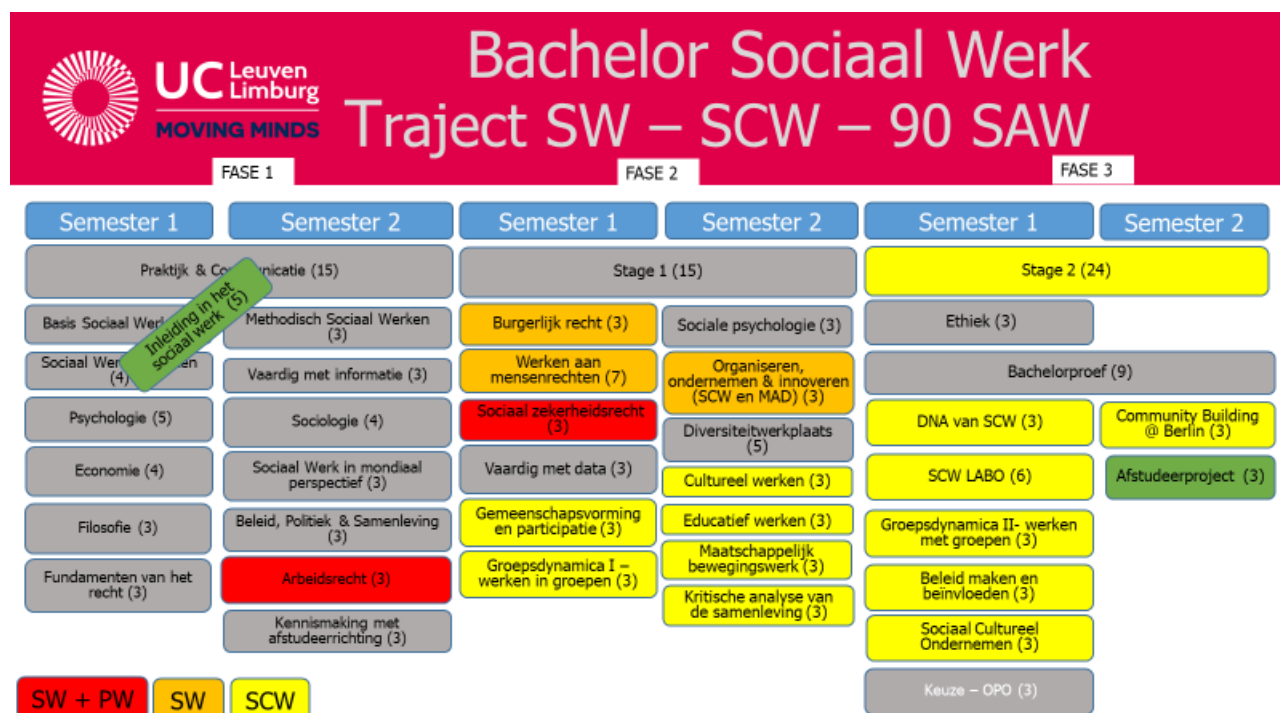 UC Leuven
Limburg
MOVING MINDS
Bachelor Sociaal Werk
Traject SW – SCW – 90 SAW
FASE 1
FASE 2
FASE 3
Semester 1
Semester 2
Semester 1
Semester 2
Semester 1
Semester 2
Praktijk & Co nicatie (15)
Stage 1 (15)
Stage 2 (24)
Inleiding in het
sociaal werk (5)
Basis Sociaal Wer
Sociaal Wer en
(4)
Psychologie (5)
Economie (4)
Filosofie (3)
Fundamenten van het
recht (3)
Methodisch Sociaal Werken
(3)
Vaardig met informatie (3)
Sociologie (4)
Sociaal Werk in mondiaal
perspectief (3)
Beleid, Politiek & Samenleving
(3)
Arbeidsrecht (3)
Kennismaking met
afstudeerrichting (3)
Burgerlijk recht (3)
Werken aan
mensenrechten (7)
Sociaal zekerheidsrecht
(3)
Vaardig met data (3)
Gemeenschapsvorming
en participatie (3)
Groepsdynamica I –
werken in groepen (3)
Sociale psychologie (3)
Organiseren,
ondernemen & innoveren
(SCW en MAD) (3)
Diversiteitwerkplaats
(5)
Cultureel werken (3)
Educatief werken (3)
Maatschappelijk
bewegingswerk (3)
Kritische analyse van
de samenleving (3)
Ethiek (3)
Bachelorproef (9)
DNA van SCW (3)
SCW LABO (6)
Groepsdynamica II- werken
met groepen (3)
Beleid maken en
beïnvloeden (3)
Sociaal Cultureel
Ondernemen (3)
Keuze – OPO (3)
Community Building
@ Berlin (3)
Afstudeerproject (3)
SW + PW
SW
SCW